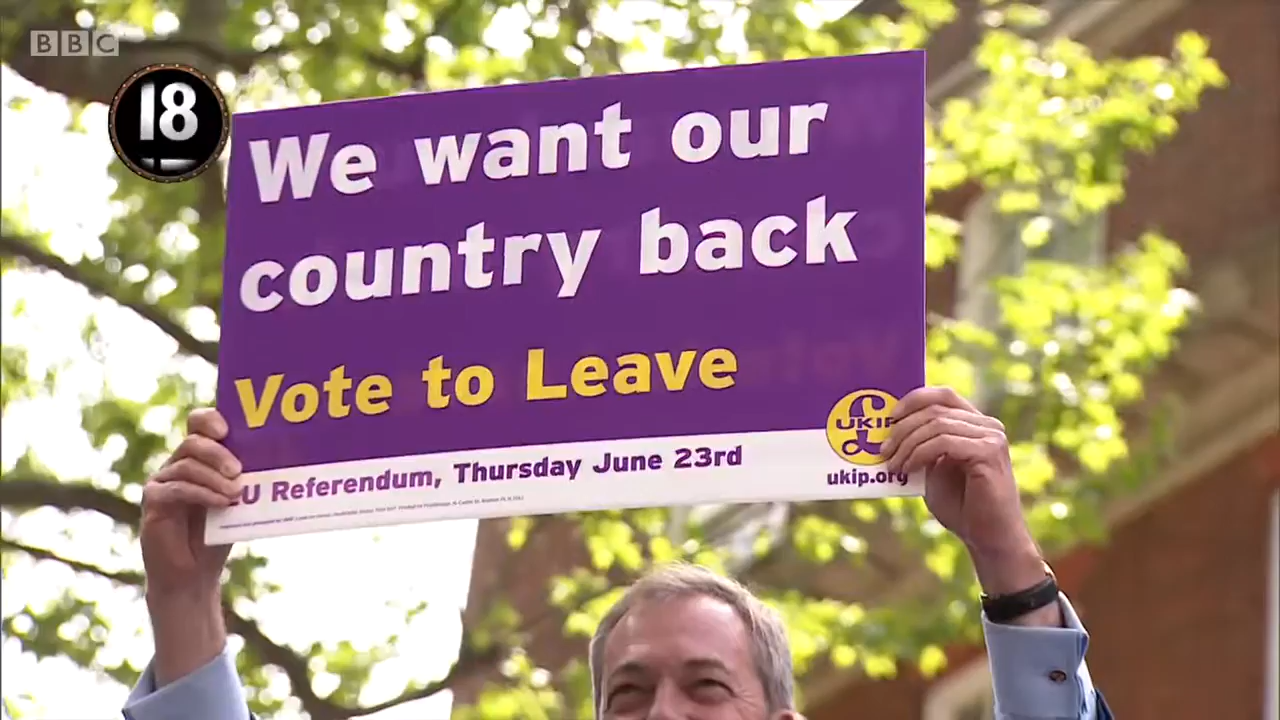 BBC
18
We want our
country back
Vote to Leave
UKIP
EU Referendum, Thursday June 23rd
ukip.org